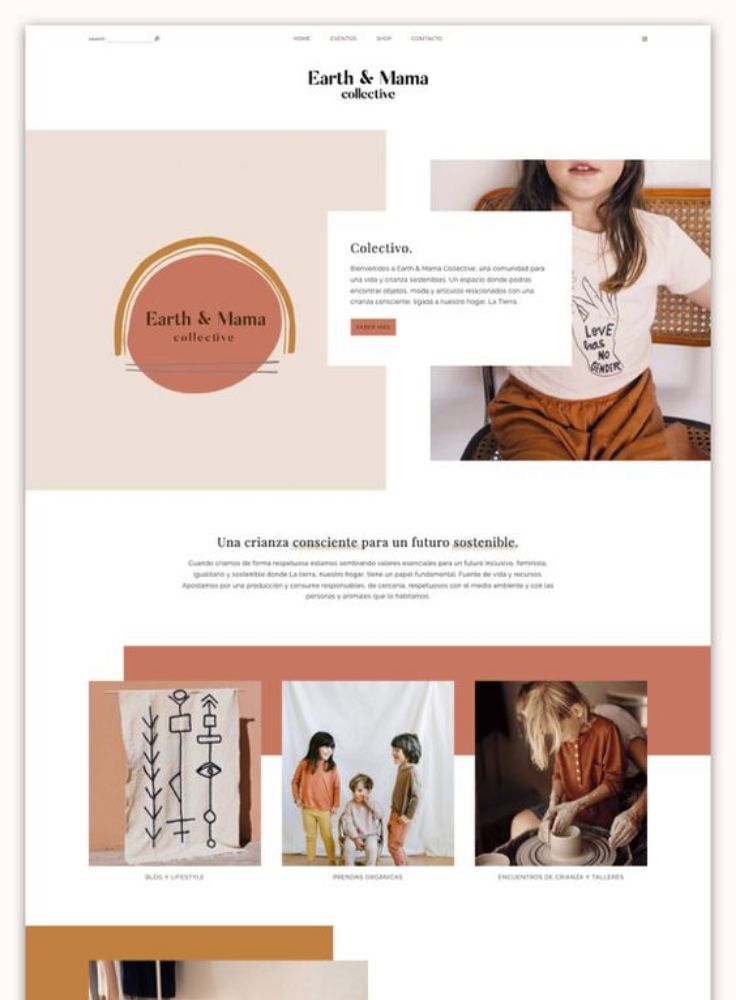 search
HOME EVENTOS SHOP CONTACTO
Earth & Mama
collective
Earth & Mama
collective
Colectivo.
Bienvenidos a Earth & Mama Collective, una comunidad para
una vida y crianza sostenibles. Un espacio donde podrás
encontrar objetos, moda y artículos relacionados con una
crianza consciente, ligada a nuestro hogar, La Tierra.
SABER MÁS
LOVE
has
NO
GENDER
Una crianza consciente para un futuro sostenible.
Cuando criamos de forma respetuosa estamos sembrando valores esenciales para un futuro inclusivo, feminista,
igualitario y sostenible donde La tierra, nuestro hogar, tiene un papel fundamental. Fuente de vida y recursos.
Apostamos por una producción y consumo responsables, de cercanía, respetuosos con el medio ambiente y con las
personas y animales que lo habitamos.
BLOG Y LIFESTYLE
PRENDAS ORGÁNICAS
ENCUENTROS DE CRIANZA Y TALLERES